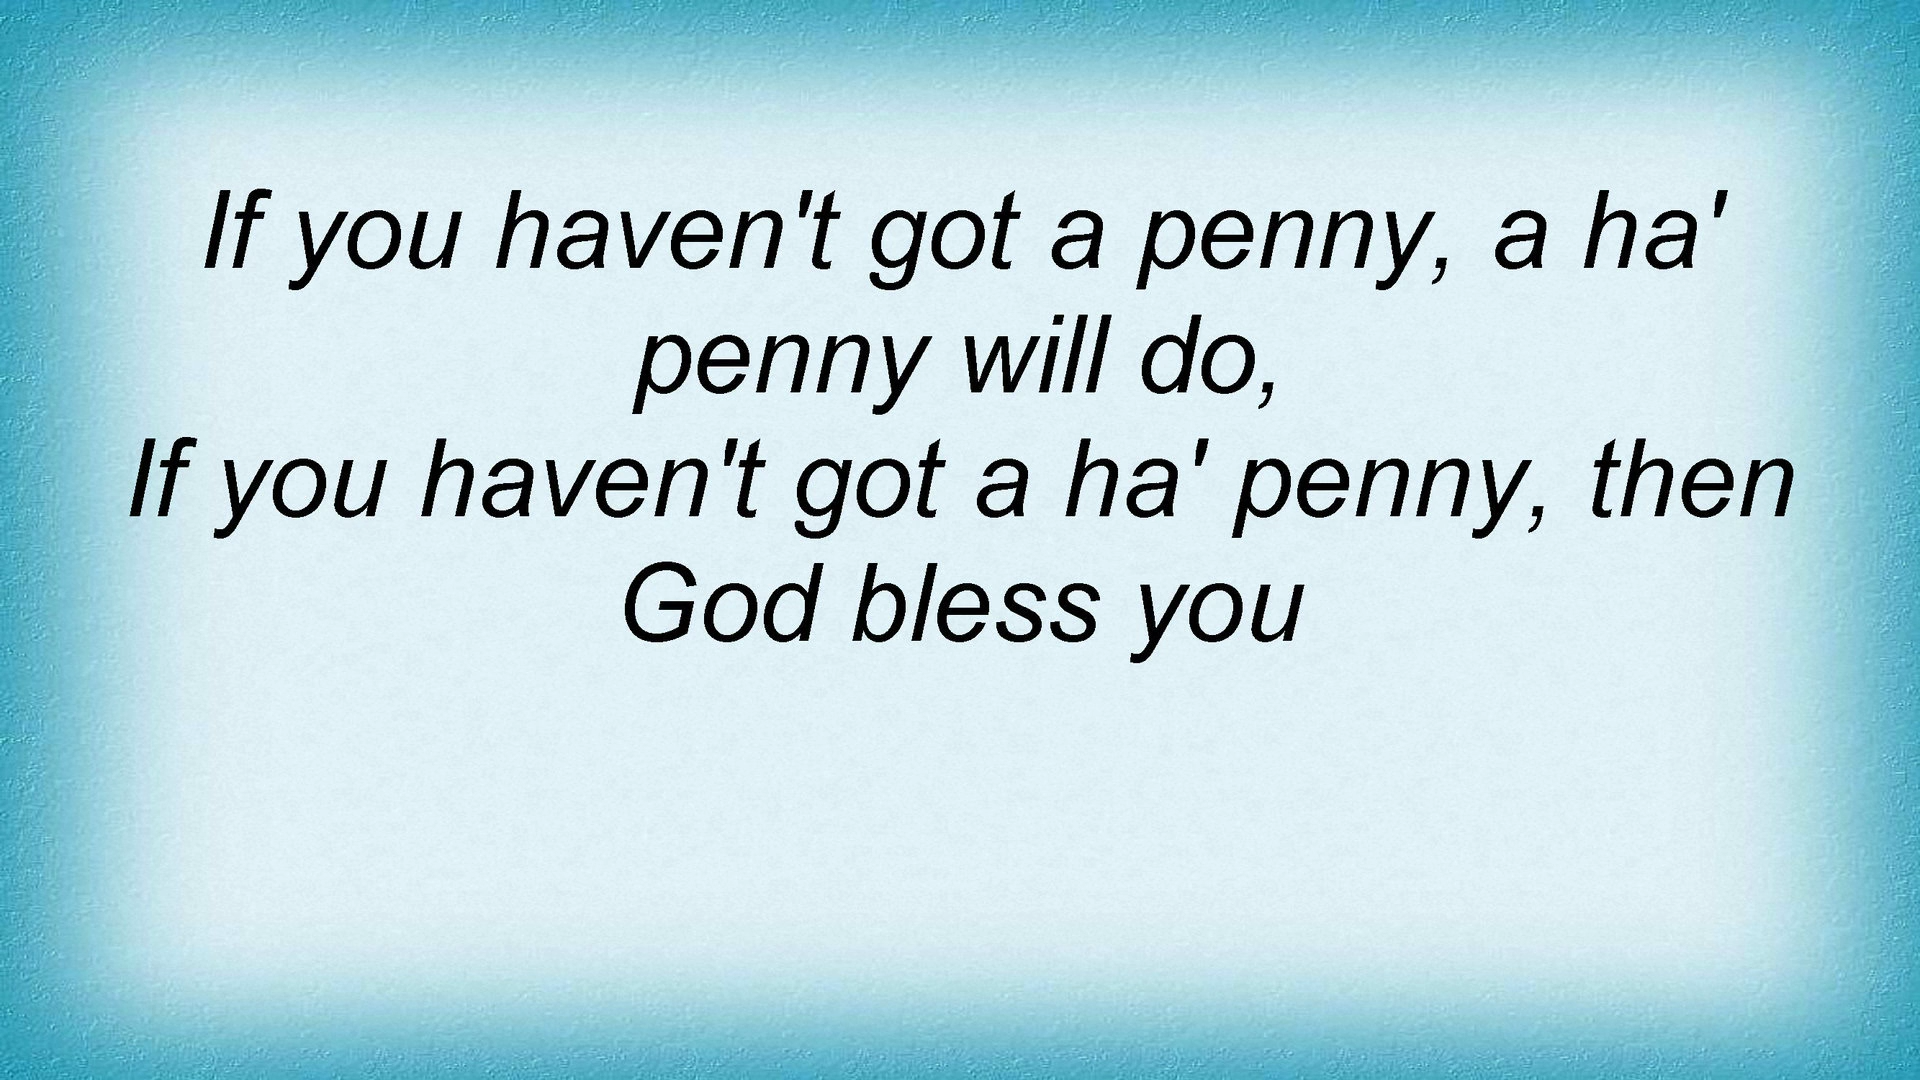 If you haven't got a penny, a ha'
penny will do,
If you haven't got a ha' penny, then
God bless you